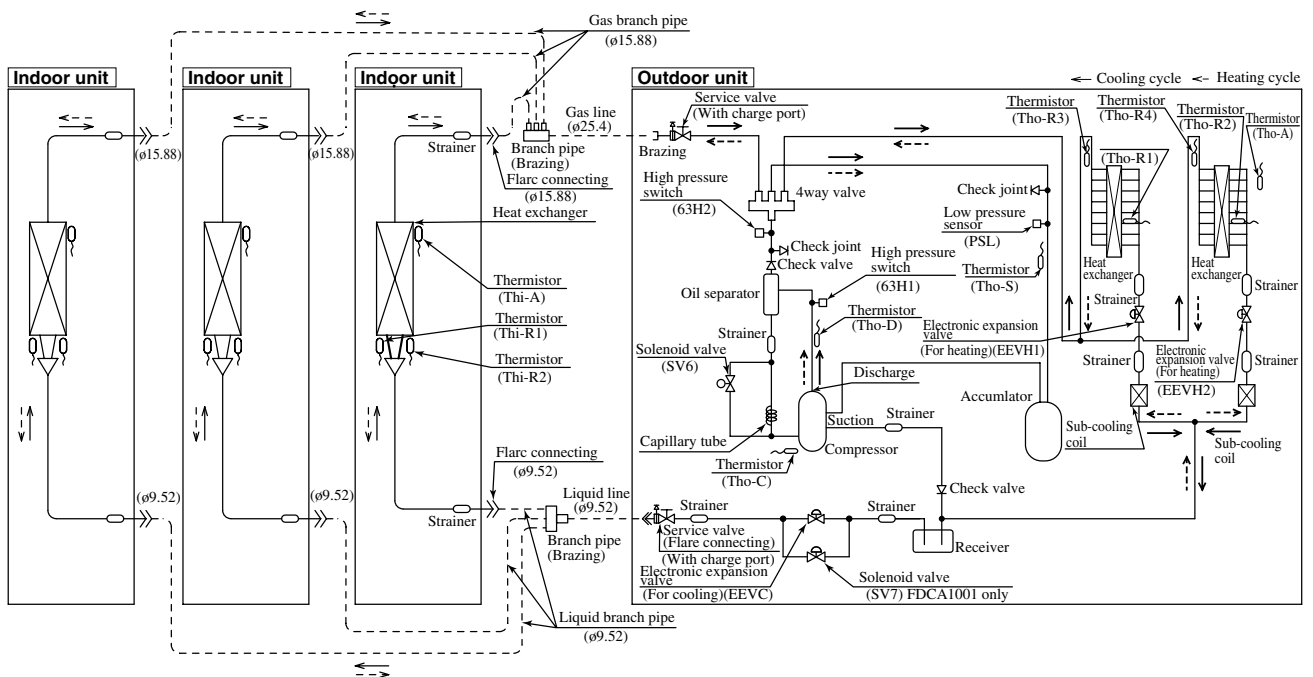 Gas branch pipe
(ø15.88)
Indoor unit
Indoor unit
Indoor unit
Outdoor unit
Cooling cycle
Heating cycle
Gas line
(ø25.4)
Service valve
(With charge port)
Thermistor
(Tho-R3)
Thermistor
(Tho-R4)
Thermistor
(Tho-R2)
Thermistor
(Tho-A)
(ø15.88)
(ø15.88)
Strainer
Branch pipe
(Brazing)
Brazing
(Tho-R1)
Flarc connecting
(ø15.88)
High pressure
switch
(63H2)
4way valve
Check joint
Heat exchanger
Low pressure
sensor
(PSL)
Check joint
Check valve
High pressure
switch
(63H1)
Thermistor
(Tho-S)
Heat
exchanger
Heat
exchanger
Thermistor
(Thi-A)
Oil separator
Strainer
Strainer
Thermistor
(Tho-D)
Thermistor
(Thi-R1)
Strainer
Electronic expansion
valve
(For heating)(EEVH1)
Thermistor
(Thi-R2)
Solenoid valve
(SV6)
Strainer
Electronic
expansion valve
(For heating)
(EEVH2)
Strainer
Discharge
Accumlator
Suction
Strainer
Sub-cooling
coil
Sub-cooling
coil
Capillary tube
Compressor
Flarc connecting
(ø9.52)
Thermistor
(Tho-C)
Check valve
(ø9.52)
(ø9.52)
Liquid line
(ø9.52)
Strainer
Strainer
Strainer
Branch pipe
(Brazing)
Service valve
(Flare connecting)
(With charge port)
Receiver
Electronic expansion
valve
(For cooling)(EEVC)
Solenoid valve
(SV7) FDCA1001 only
Liquid branch pipe
(ø9.52)